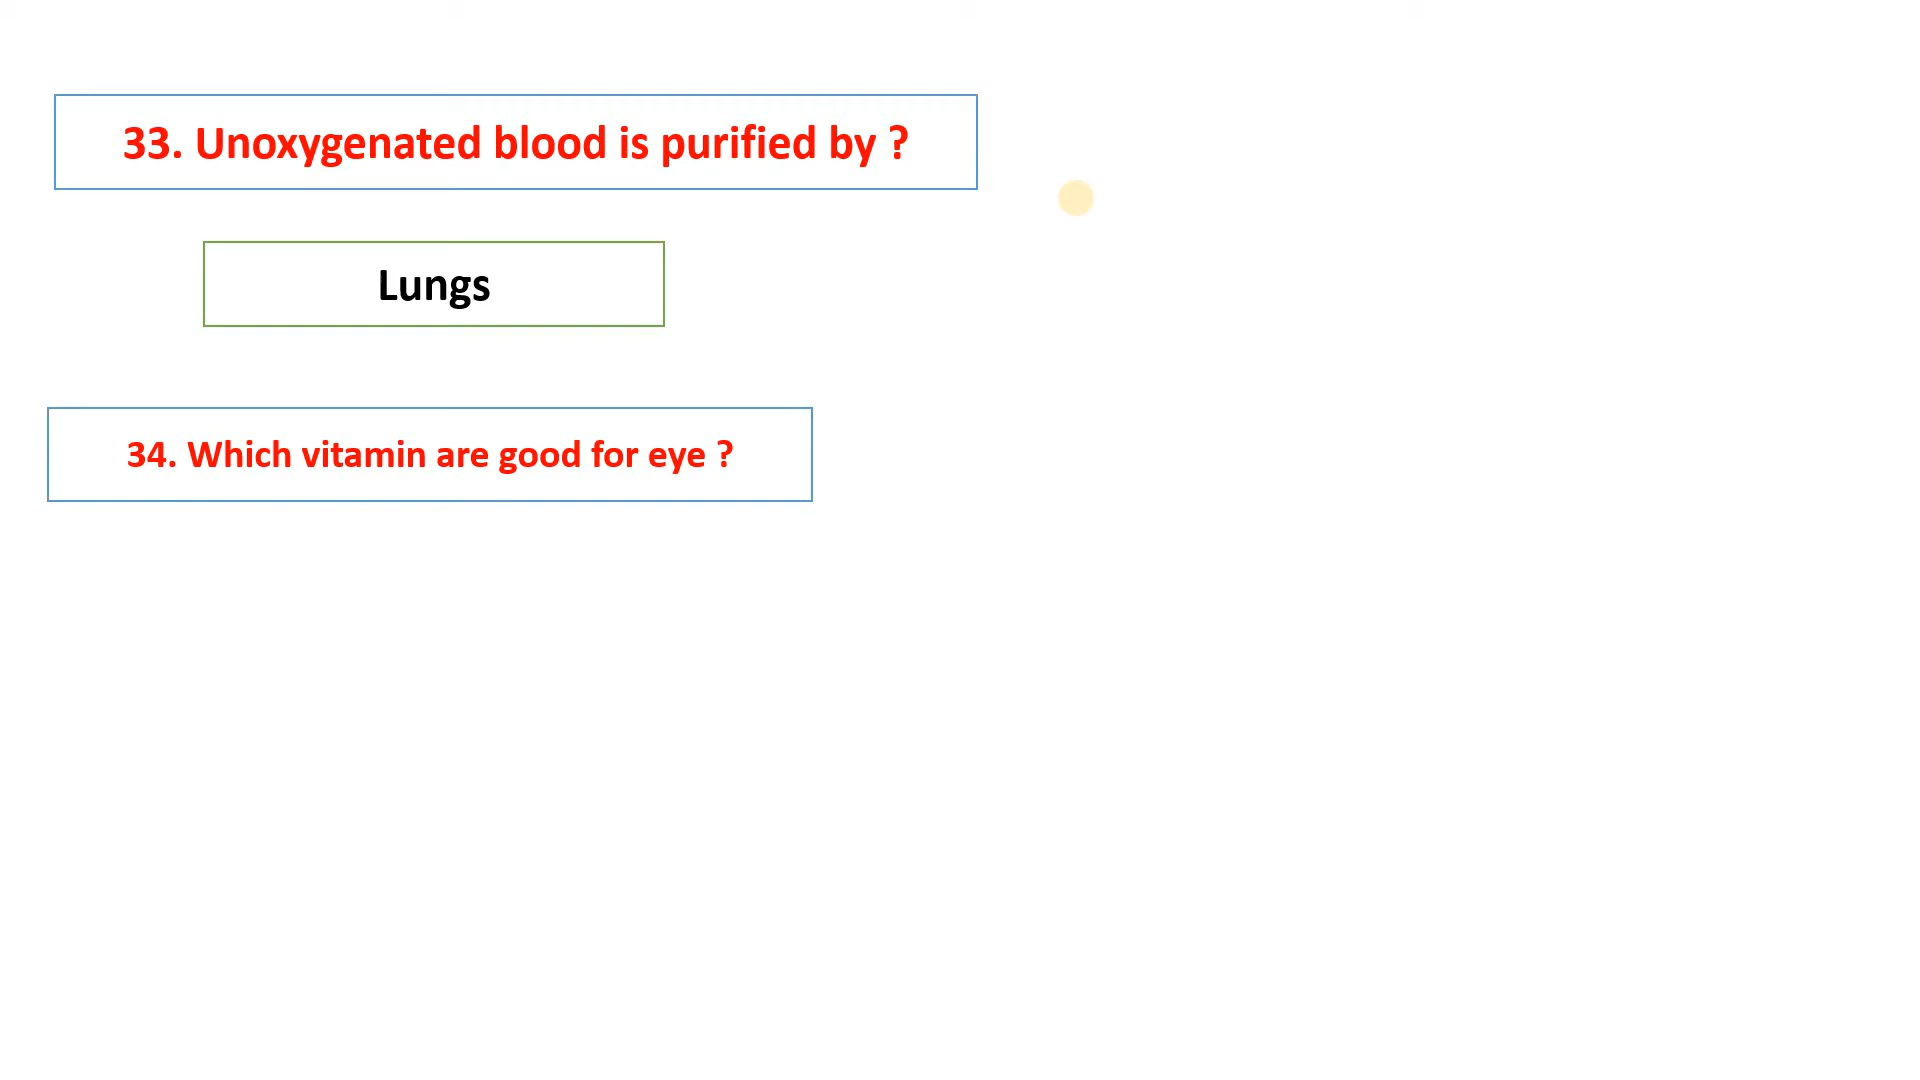 33. Unoxygenated blood is purified by ?
Lungs
34. Which vitamin are good for eye ?